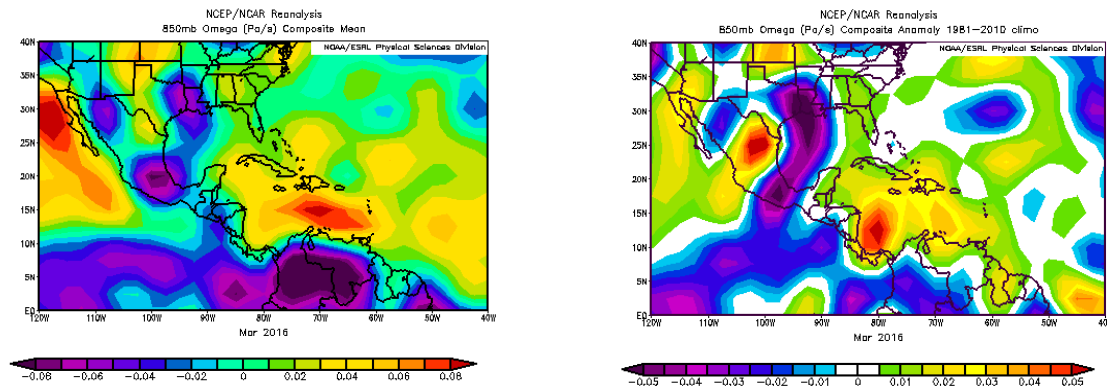 NCEP/NCAR Reanalysis
850mb Omega (Pa/s) Composite Mean
NOAA/ESRL Physical Sciences Division
40N
35N
30N
25N
20N
15N
10N
5N
EQ
120W 110W 100W 90W 80W 70W 60W 50W 40W
Mar 2016
-0.08 -0.06 -0.04 -0.02 0 0.02 0.04 0.06 0.08
NCEP/NCAR Reanalysis
850mb Omega (Pa/s) Composite Anomaly 1981-2010 climo
NOAA/ESRL Physical Sciences Division
40N
35N
30N
25N
20N
15N
10N
5N
EQ
120W 110W 100W 90W 80W 70W 60W 50W 40W
Mar 2016
-0.05 -0.04 -0.03 -0.02 -0.01 0 0.01 0.02 0.03 0.04 0.05